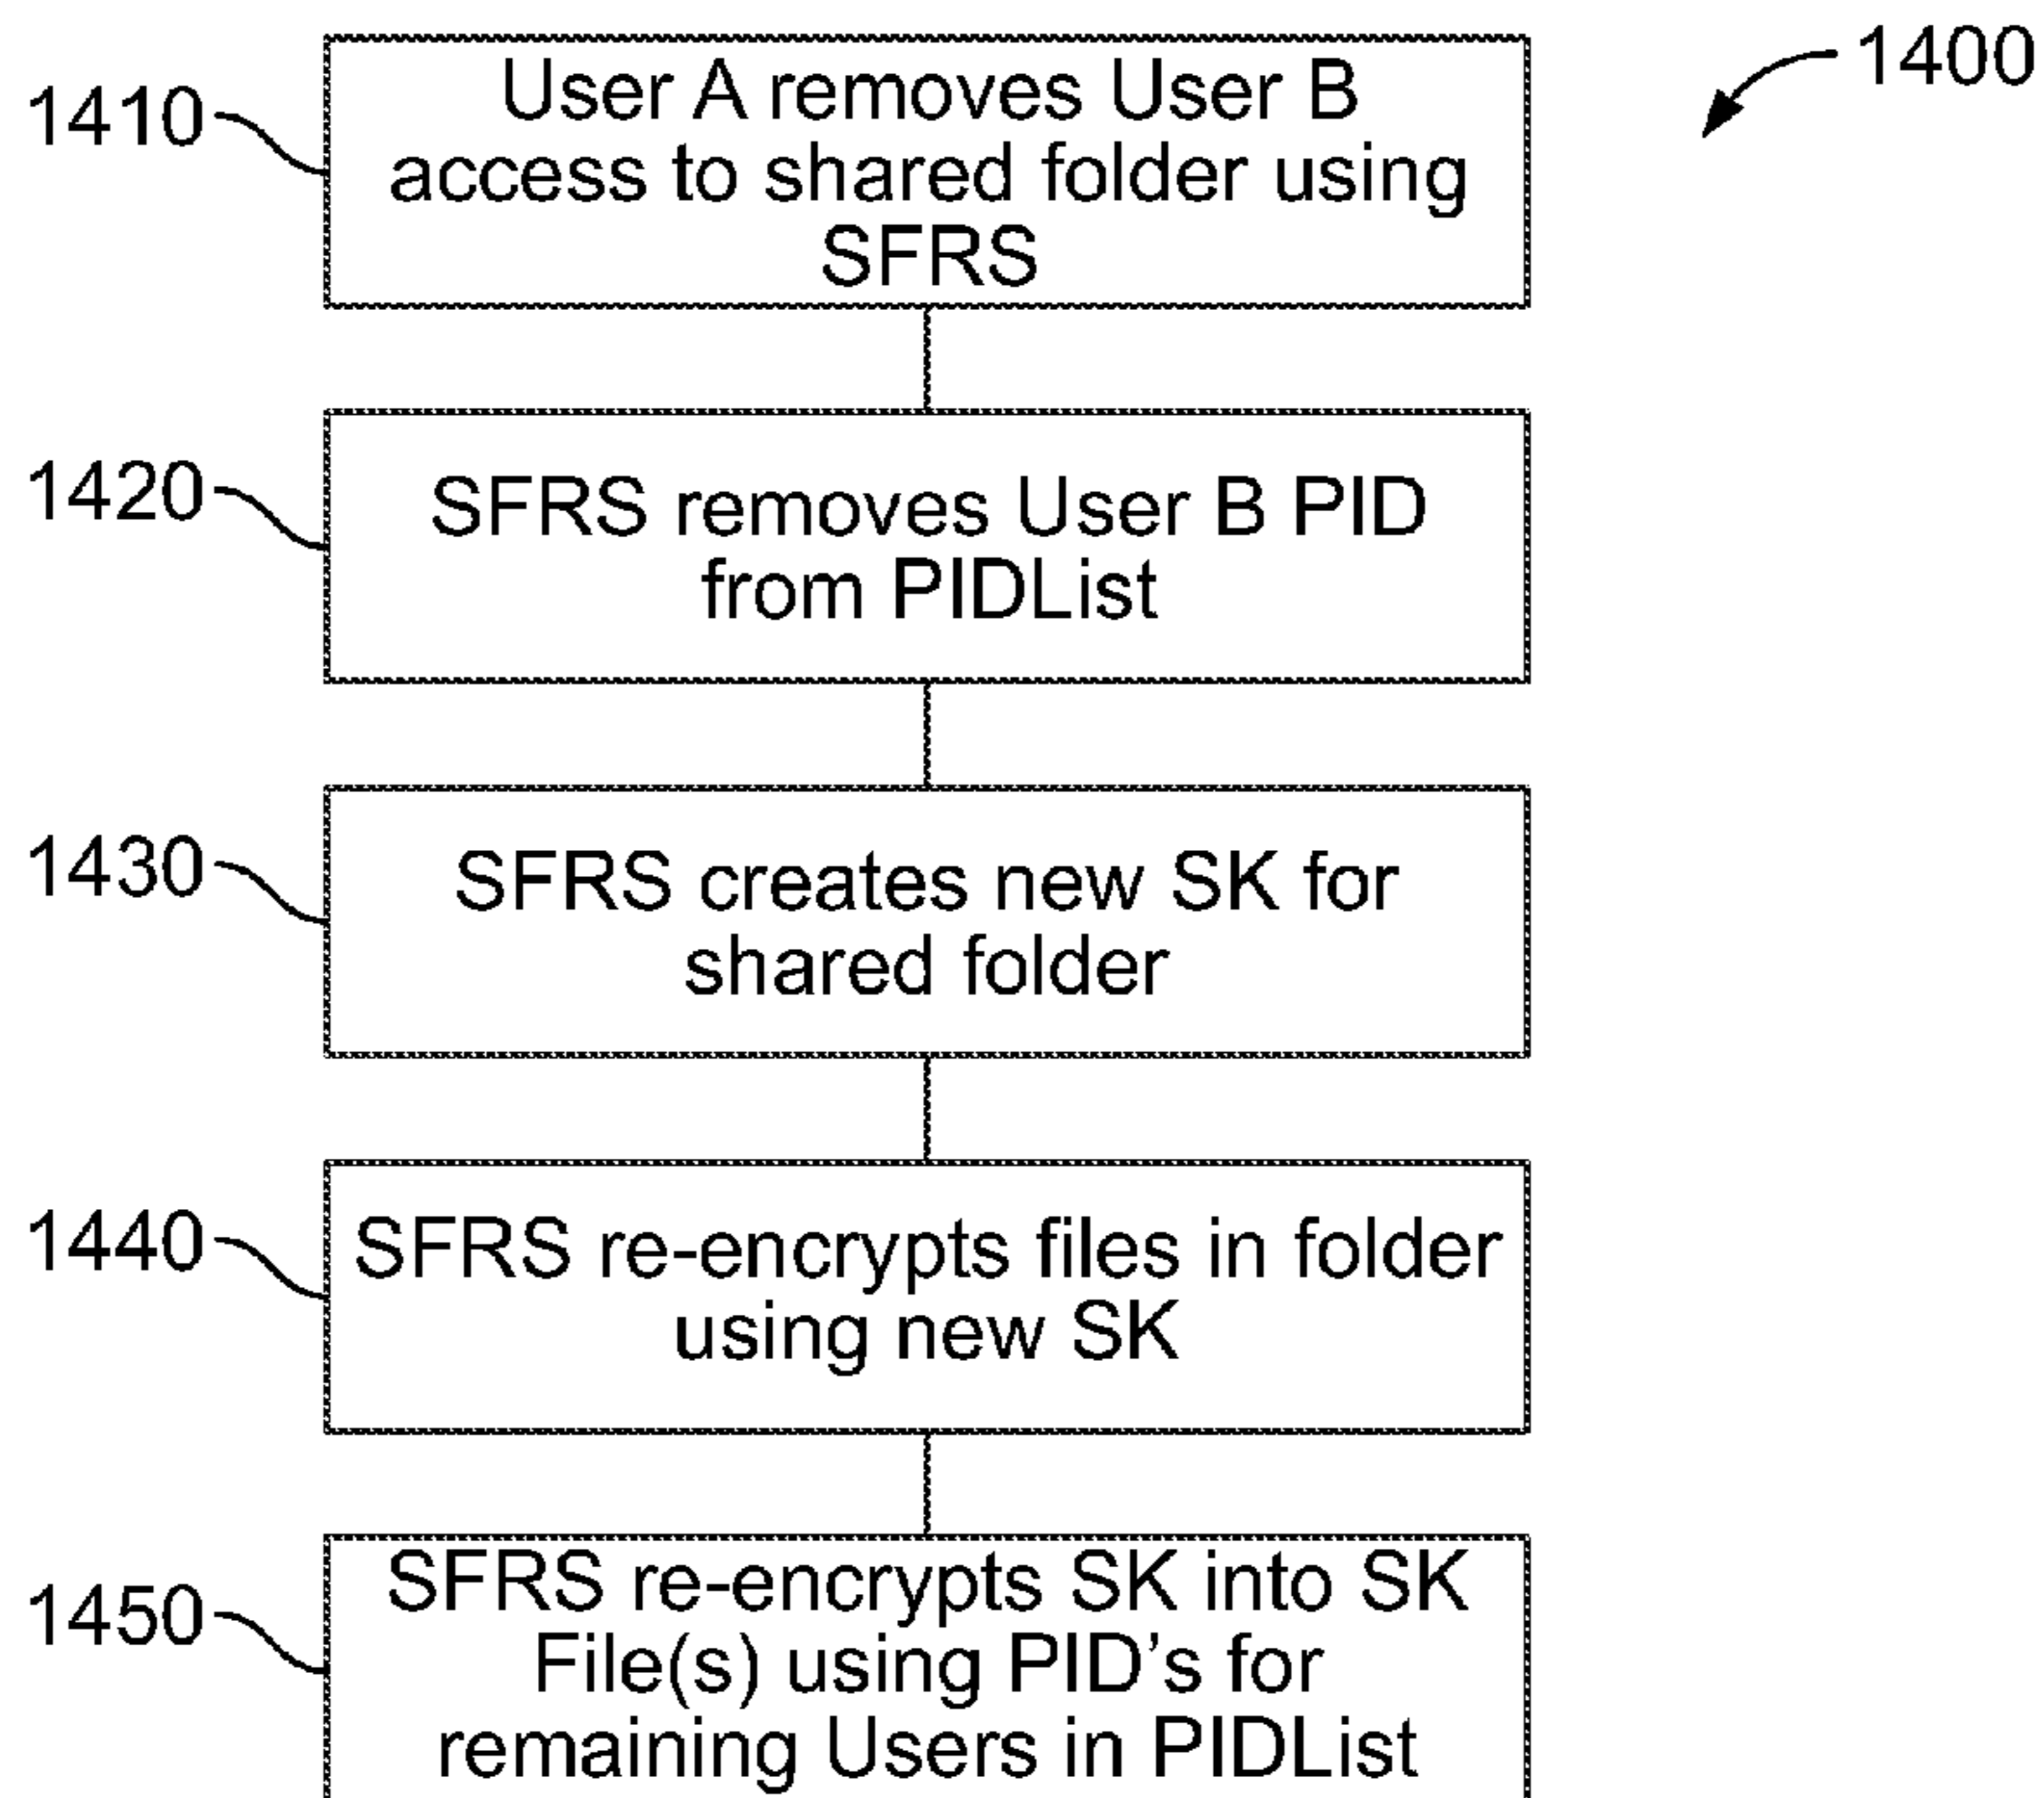 1400
1410
User A removes User B
access to shared folder using
SFRS
1420
SFRS removes User B PID
from PIDList
1430
SFRS creates new SK for
shared folder
1440
SFRS re-encrypts files in folder
using new SK
1450
SFRS re-encrypts SK into SK
File(s) using PID's for
remaining Users in PIDList